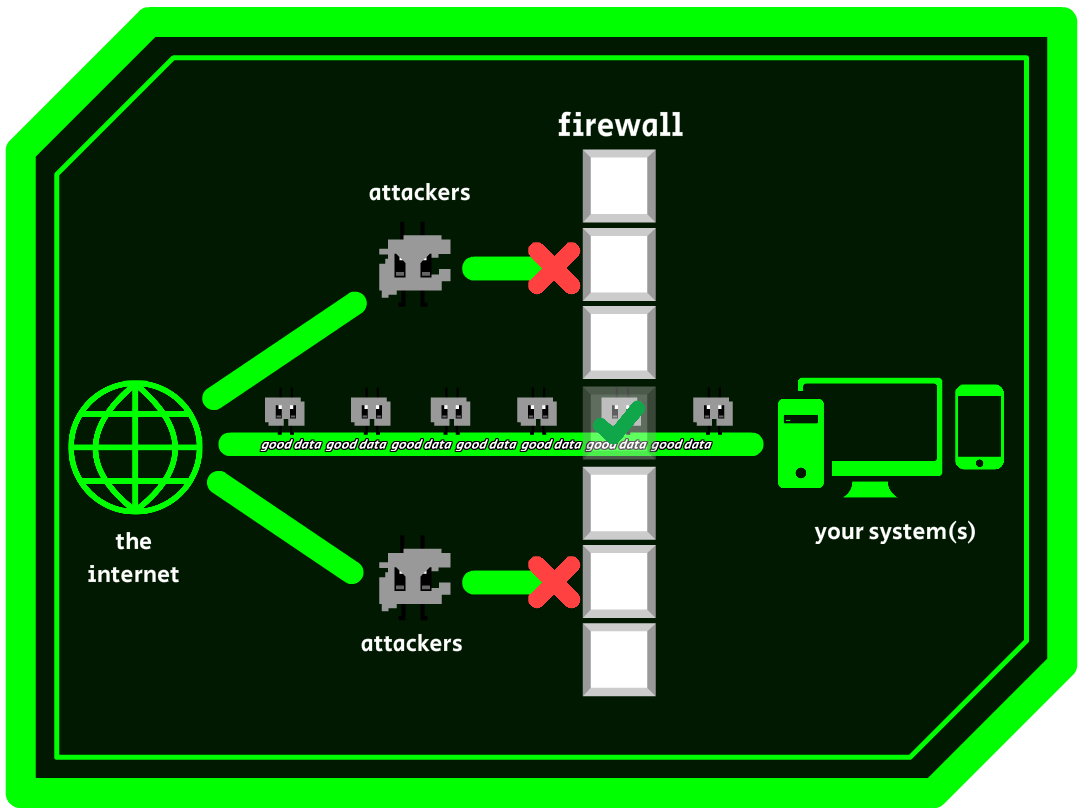 firewall
attackers
good data good data good data good data good data good data good data
the
internet
your system(s)
attackers